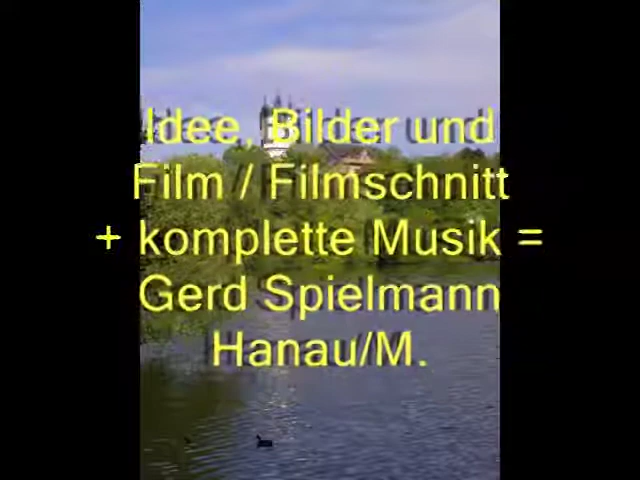 Idee, Bilder und
Film / Filmschnitt
+ komplette Musik =
Gerd Spielmann
Hanau/M.